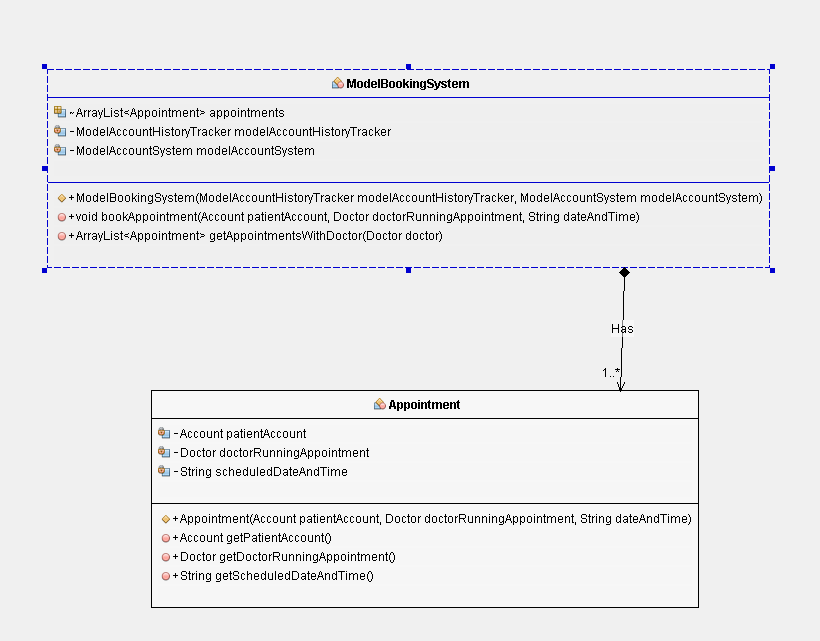 ModelBookingSystem
~ArrayList<Appointment> appointments
-ModelAccountHistoryTracker modelAccountHistoryTracker
-ModelAccountSystem modelAccountSystem
+ModelBookingSystem(ModelAccountHistoryTracker modelAccountHistoryTracker, ModelAccountSystem modelAccountSystem)
+void bookAppointment(Account patientAccount, Doctor doctorRunningAppointment, String dateAndTime)
+ArrayList<Appointment> getAppointmentsWithDoctor(Doctor doctor)
Has
1..*
Appointment
-Account patientAccount
-Doctor doctorRunningAppointment
-String scheduledDateAndTime
+Appointment(Account patientAccount, Doctor doctorRunningAppointment, String dateAndTime)
+Account getPatientAccount()
+Doctor getDoctorRunningAppointment()
+String getScheduledDateAndTime()